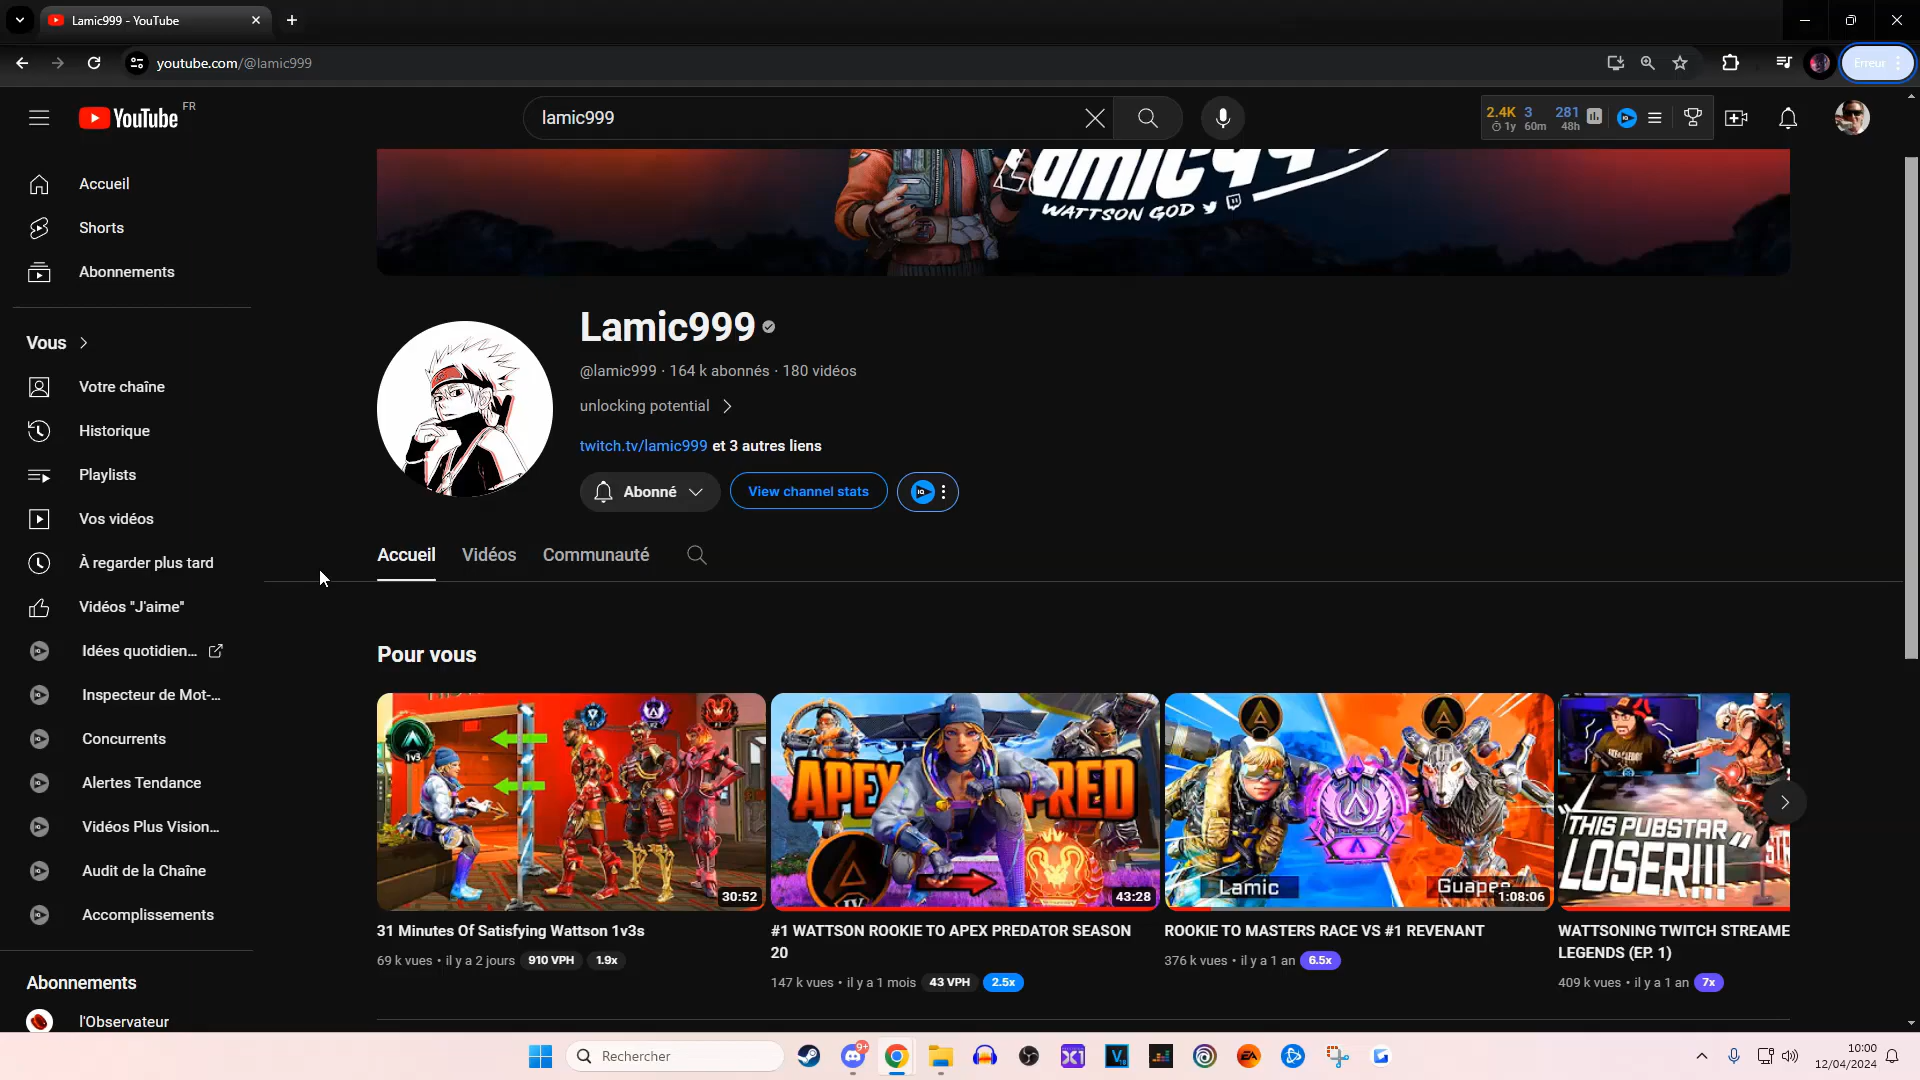 Lamic999 - YouTube
youtube.com/@lamic999
Erreur
YouTube FR
lamic999
2.4K 3 281
1y 60m 48h
Accueil
Shorts
Abonnements
Vous
Votre chaîne
Historique
Playlists
Vos vidéos
À regarder plus tard
Vidéos "J'aime"
Idées quotidien...
Inspecteur de Mot-...
Concurrents
Alertes Tendance
Vidéos Plus Vision...
Audit de la Chaîne
Accomplissements
Abonnements
l'Observateur
WATTSON GOD
Lamic999
@lamic999 · 164 k abonnés · 180 vidéos
unlocking potential
twitch.tv/lamic999 et 3 autres liens
Abonné
View channel stats
Accueil Vidéos Communauté
Pour vous
1v3
30:52
31 Minutes Of Satisfying Wattson 1v3s
69 k vues • il y a 2 jours 910 VPH 1.9x
APEX PRED
IV
43:28
#1 WATTSON ROOKIE TO APEX PREDATOR SEASON
20
147 k vues • il y a 1 mois 43 VPH 2.5x
Lamic
1:08:06
ROOKIE TO MASTERS RACE VS #1 REVENANT
376 k vues • il y a 1 an 6.5x
"THIS PUBSTAR"
LOSER!!!
WATTSONING TWITCH STREAME
LEGENDS (EP. 1)
409 k vues • il y a 1 an 7x
Rechercher
9+
10:00
12/04/2024